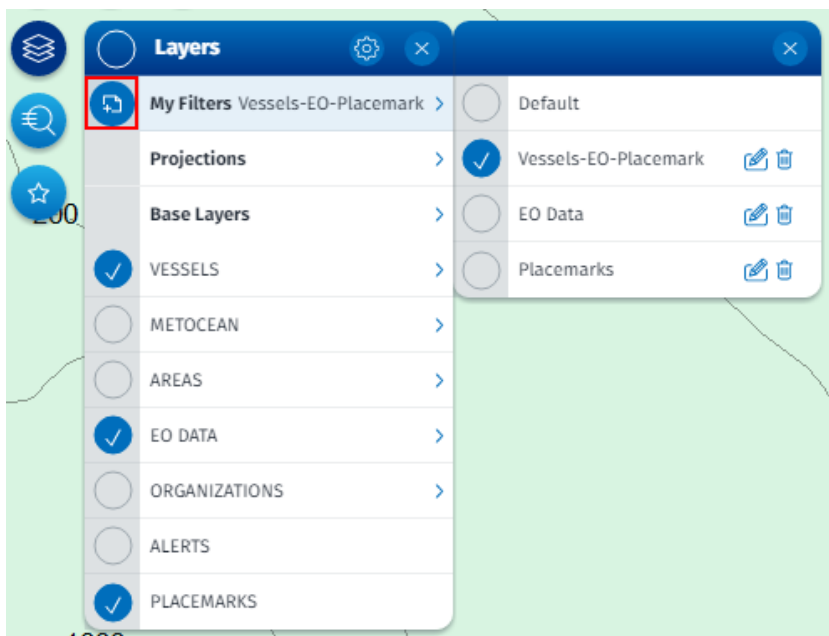 Layers
My Filters Vessels-EO-Placemark
Projections
Base Layers
VESSELS
METOCEAN
AREAS
EO DATA
ORGANIZATIONS
ALERTS
PLACEMARKS
Default
Vessels-EO-Placemark
EO Data
Placemarks
200